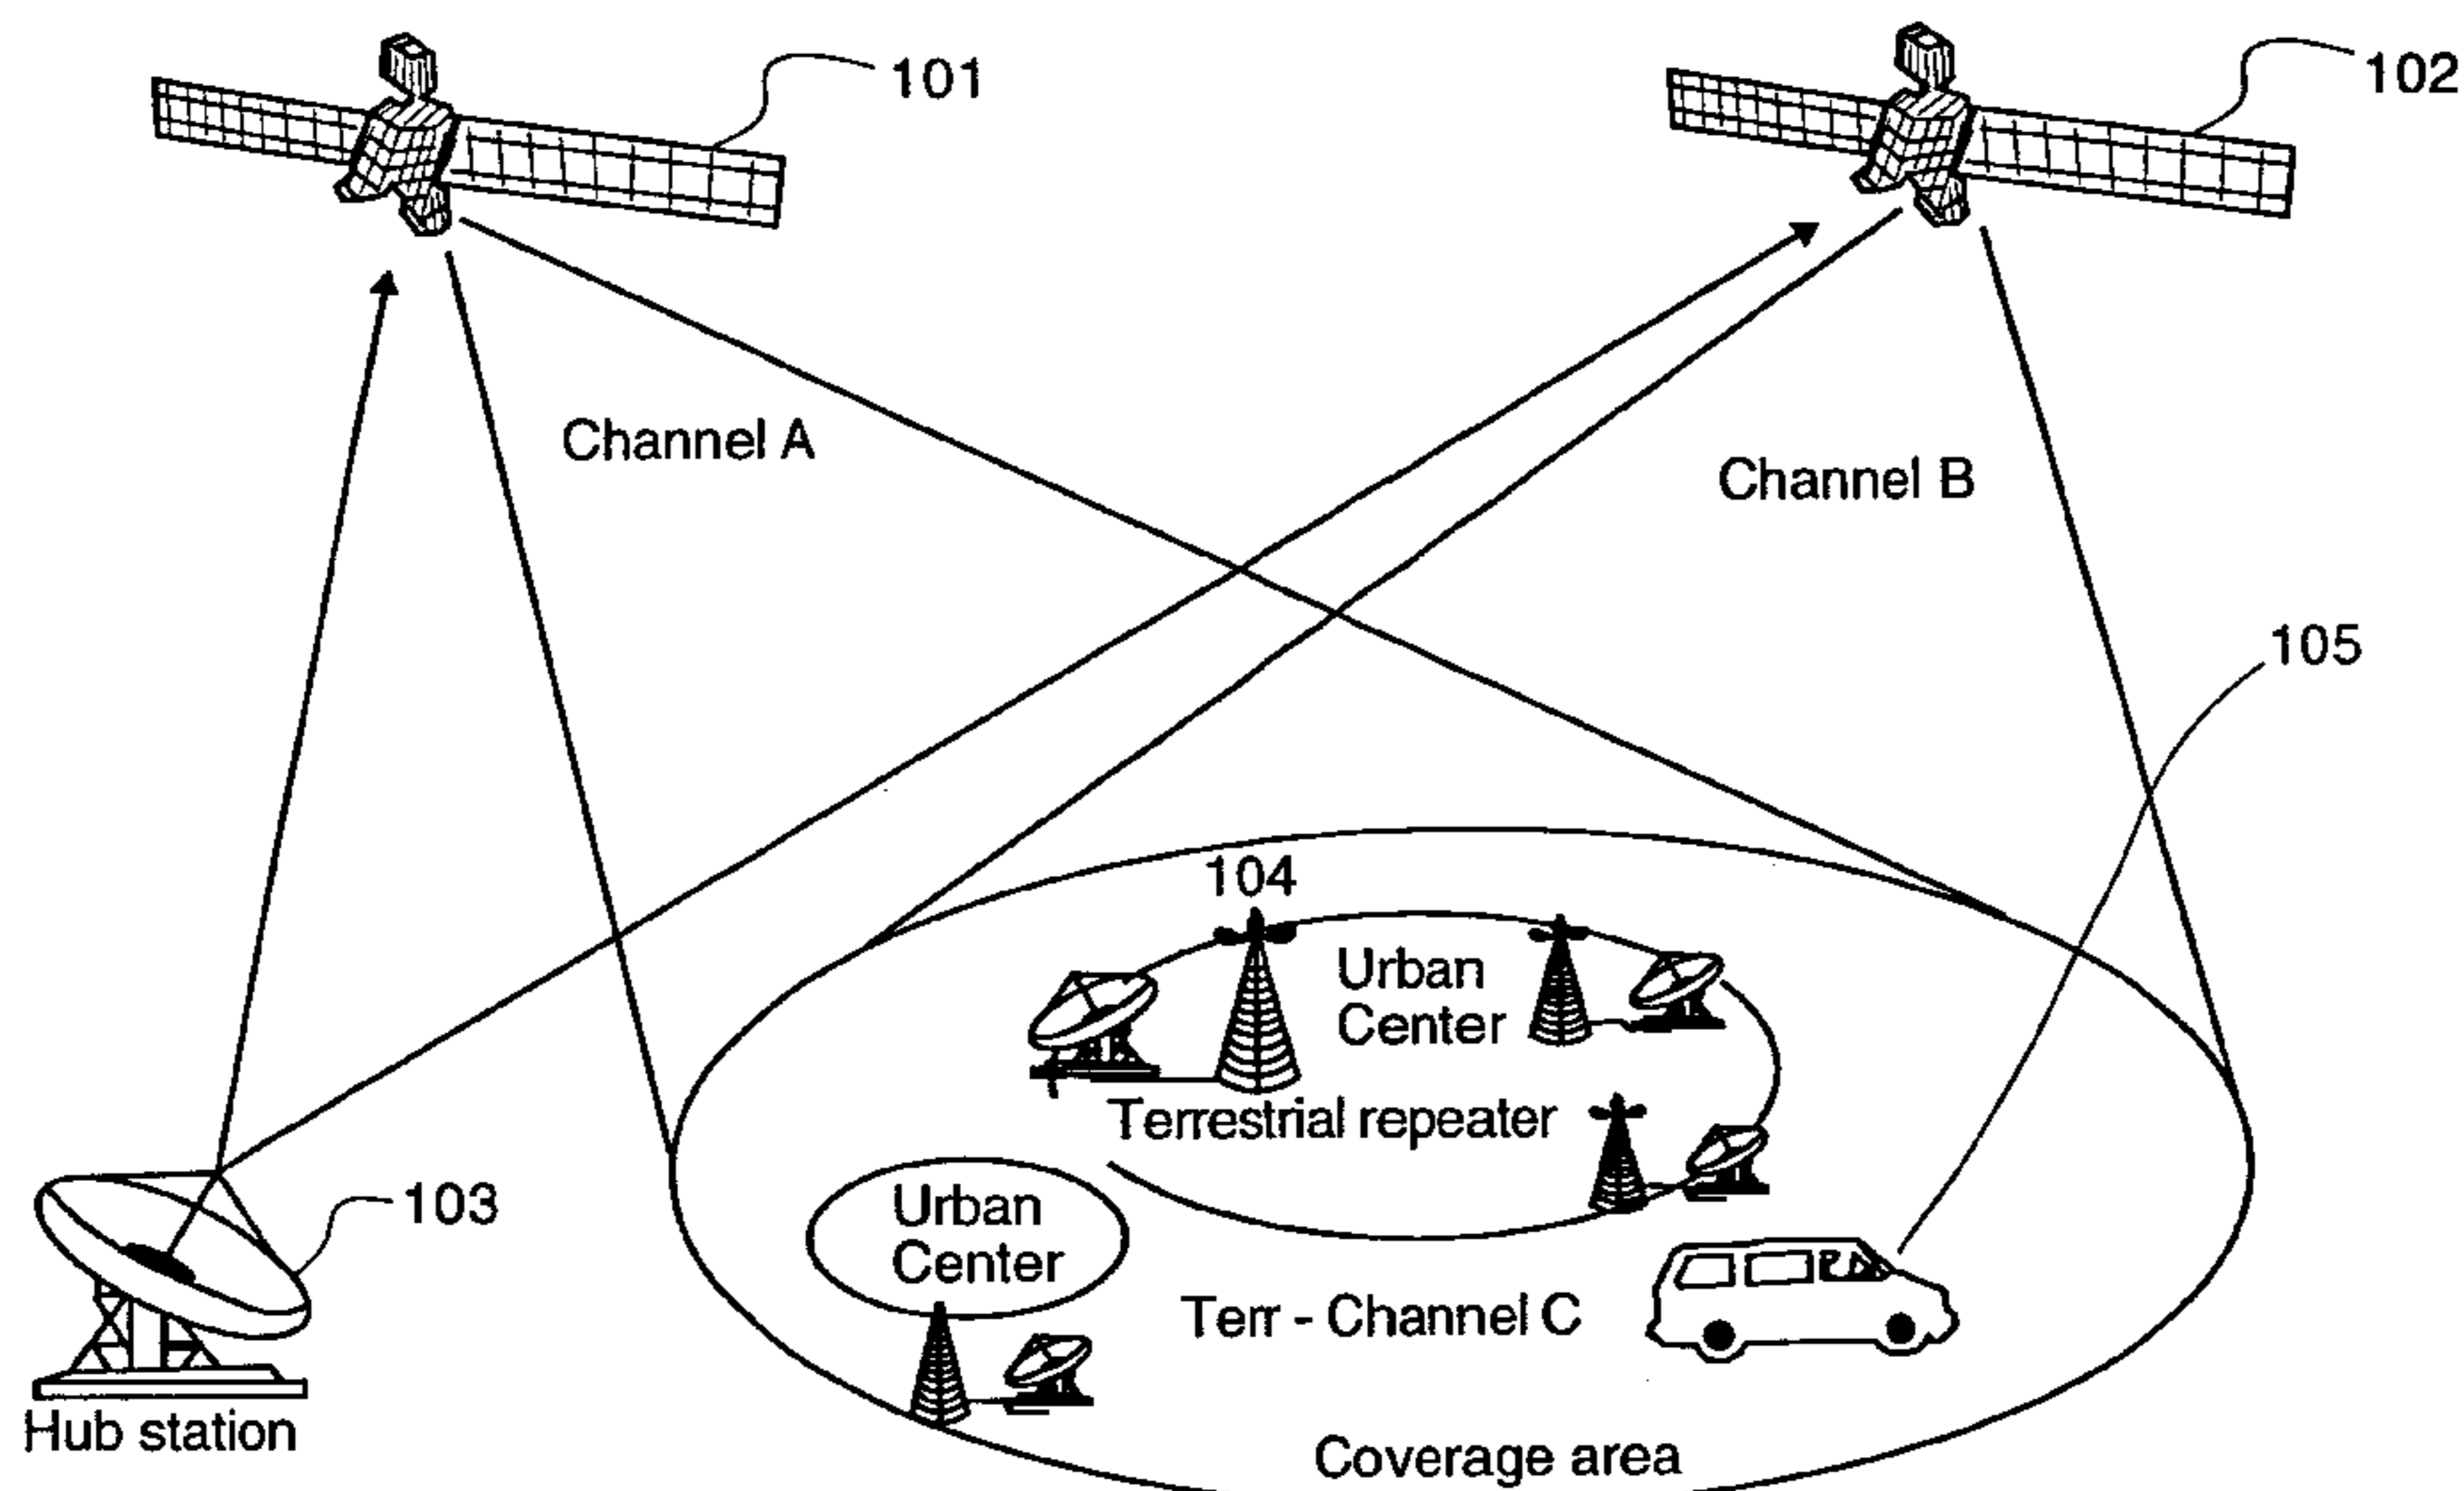 101
102
Channel A
Channel B
105
104
Urban
Center
Terrestrial repeater
103
Urban
Center
Terr - Channel C
Hub station
Coverage area